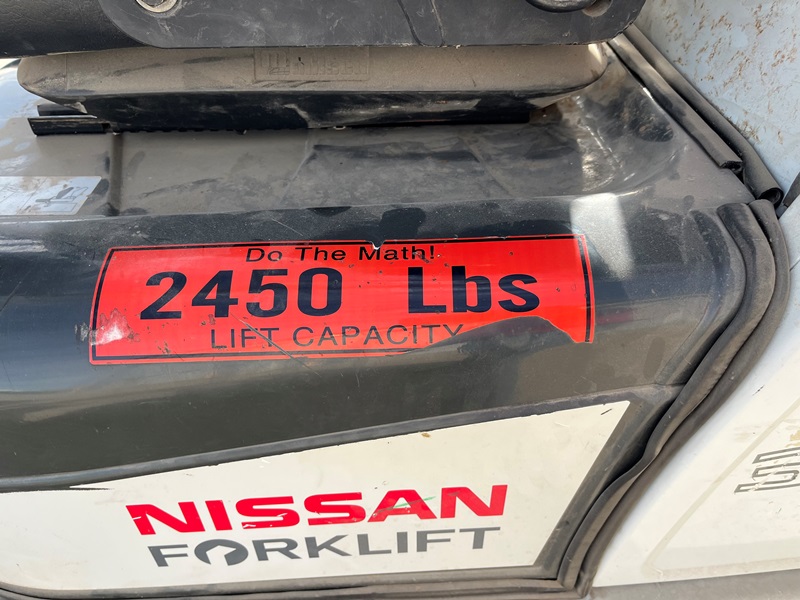 Do The Math!
2450 Lbs
LIFT CAPACITY
NISSAN
FORKLIFT